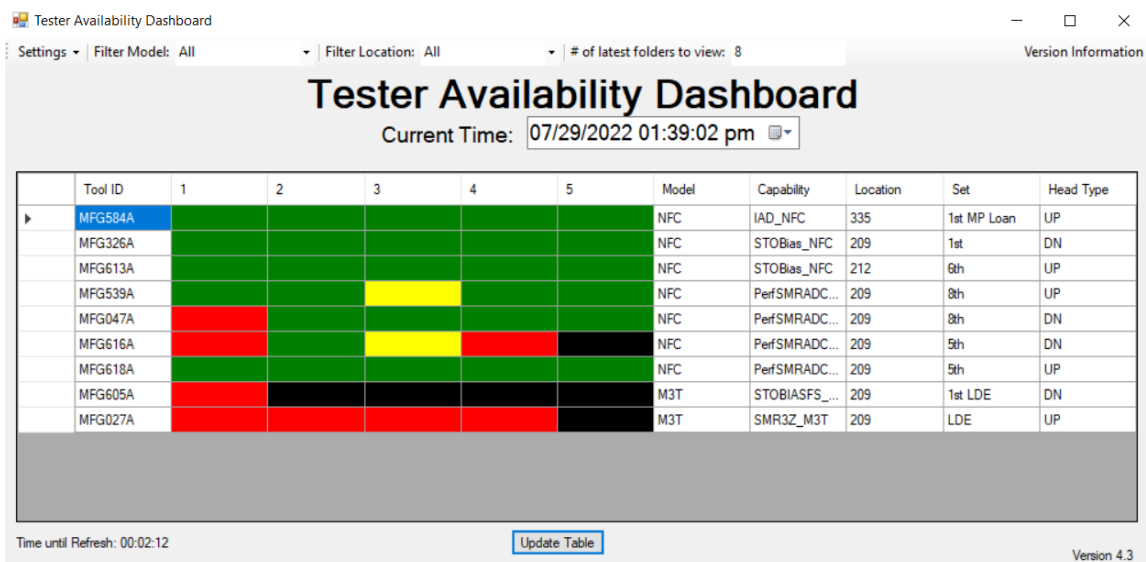 Tester Availability Dashboard
Settings Filter Model: All Filter Location: All # of latest folders to view: 8 Version Information
Tester Availability Dashboard
Current Time: 07/29/2022 01:39:02 pm
Tool ID 1 2 3 4 5 Model Capability Location Set Head Type
MFG584A NFC IAD_NFC 335 1st MP Loan UP
MFG326A NFC STOBias_NFC 209 1st DN
MFG613A NFC STOBias_NFC 212 6th UP
MFG539A NFC PerfSMRADC... 209 8th UP
MFG047A NFC PerfSMRADC... 209 8th DN
MFG616A NFC PerfSMRADC... 209 5th DN
MFG618A NFC PerfSMRADC... 209 5th UP
MFG605A M3T STOBIASFS_... 209 1st LDE DN
MFG027A M3T SMR3Z_M3T 209 LDE UP
Time until Refresh: 00:02:12 Update Table Version 4.3